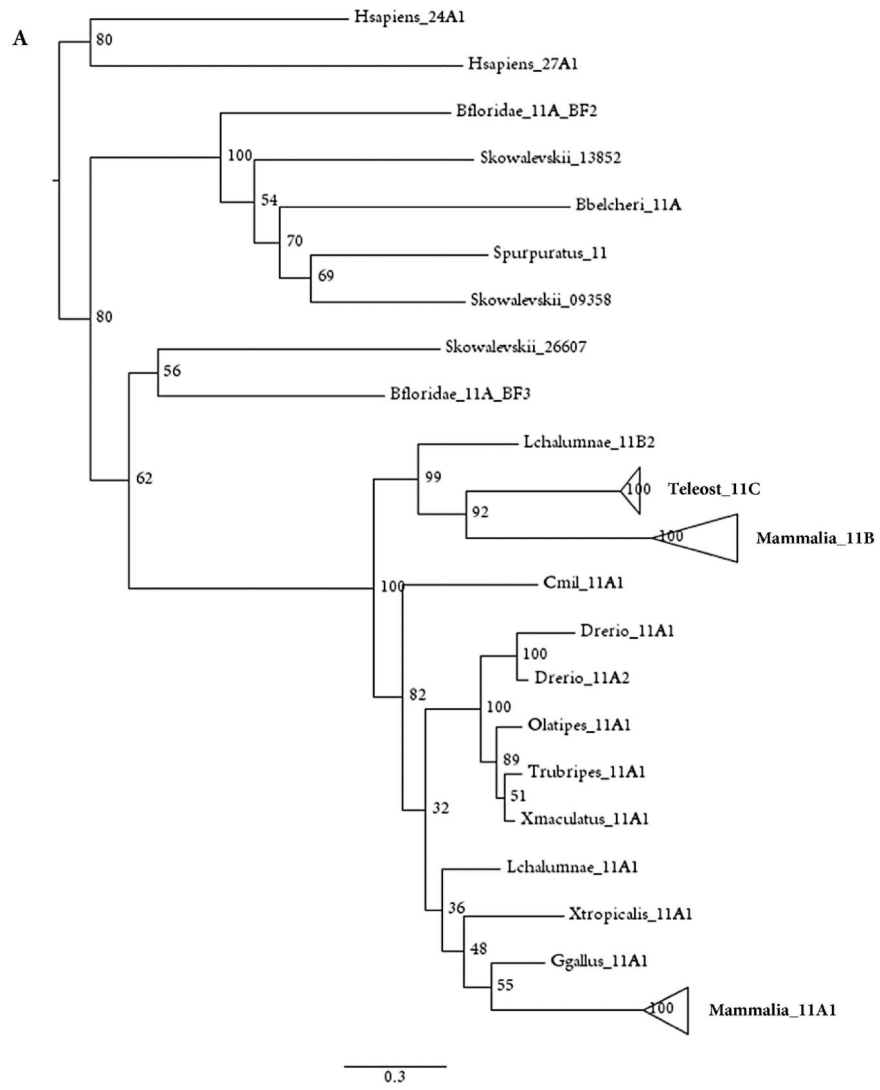 Hsapiens_24A1
A
80
Hsapiens_27A1
Bfloridae_11A_BF2
100
Skowalevskii_13852
54
Bbelcheri_11A
70
Spurpuratus_11
69
Skowalevskii_09358
80
Skowalevskii_26607
56
Bfloridae_11A_BF3
Lchalumnae_11B2
62
99
100
Teleost_11C
92
100
Mammalia_11B
100
Cmil_11A1
Drerio_11A1
100
Drerio_11A2
82
100
Olatipes_11A1
89
Trubripes_11A1
51
32
Xmaculatus_11A1
Lchalumnae_11A1
36
Xtropicalis_11A1
48
Ggallus_11A1
55
100
Mammalia_11A1
0.3